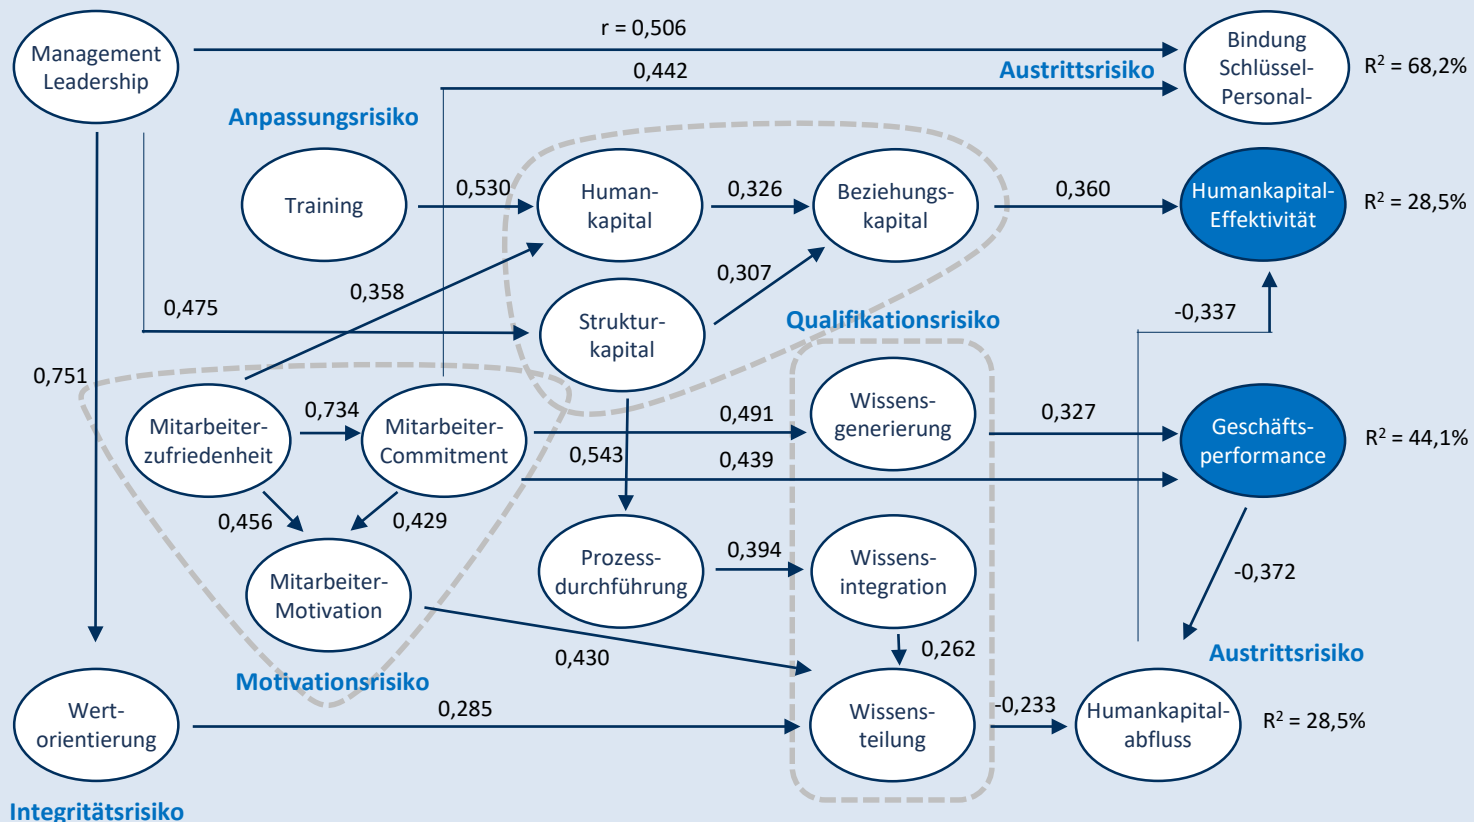 r = 0,506
Management
Leadership
Bindung
Schlüssel-
Personal-
R² = 68,2%
0,442
Austrittsrisiko
Anpassungsrisiko
Training
0,530
Human-
kapital
0,326
Beziehungs-
kapital
0,360
Humankapital-
Effektivität
R² = 28,5%
0,358
0,307
0,475
Struktur-
kapital
Qualifikationsrisiko
-0,337
0,751
Mitarbeiter-
zufriedenheit
0,734
Mitarbeiter-
Commitment
0,491
Wissens-
generierung
0,327
Geschäfts-
performance
R² = 44,1%
0,543
0,439
0,456
0,429
Mitarbeiter-
Motivation
Prozess-
durchführung
0,394
Wissens-
integration
-0,372
0,430
0,262
Austrittsrisiko
Motivationsrisiko
Wert-
orientierung
0,285
Wissens-
teilung
-0,233
Humankapital-
abfluss
R² = 28,5%
Integritätsrisiko